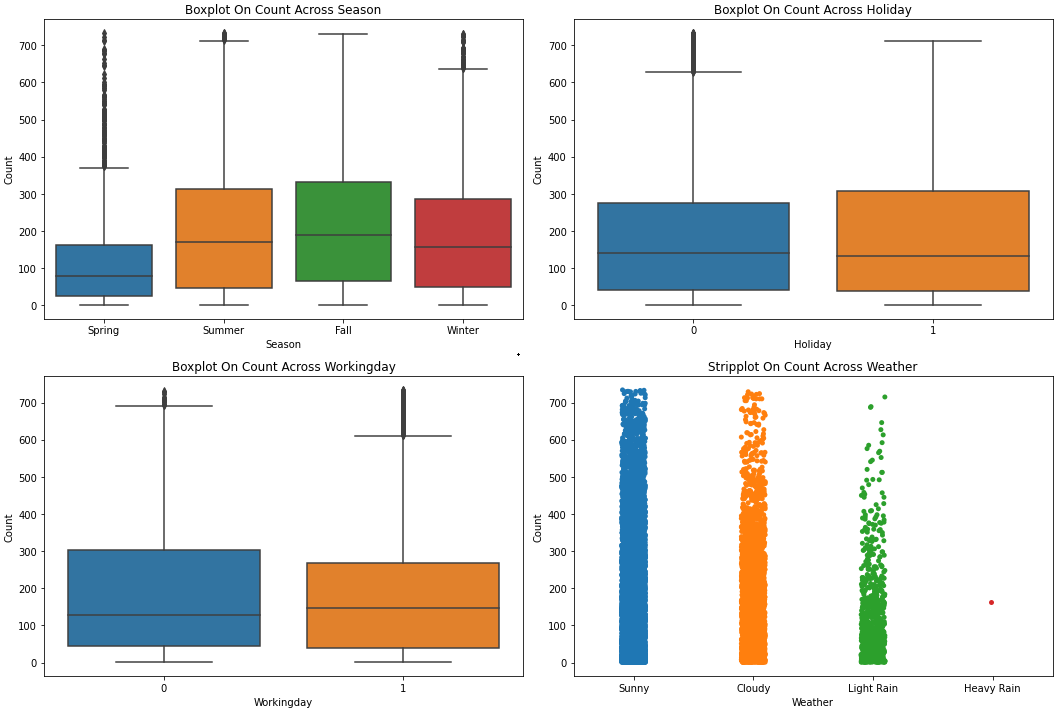 Boxplot On Count Across Season
700
600
500
400
300
200
100
0
Count
Spring Summer Fall Winter
Season
Boxplot On Count Across Holiday
700
600
500
400
300
200
100
0
Count
0 1
Holiday
Boxplot On Count Across Workingday
700
600
500
400
300
200
100
0
Count
0 1
Workingday
Stripplot On Count Across Weather
700
600
500
400
300
200
100
0
Count
Sunny Cloudy Light Rain Heavy Rain
Weather